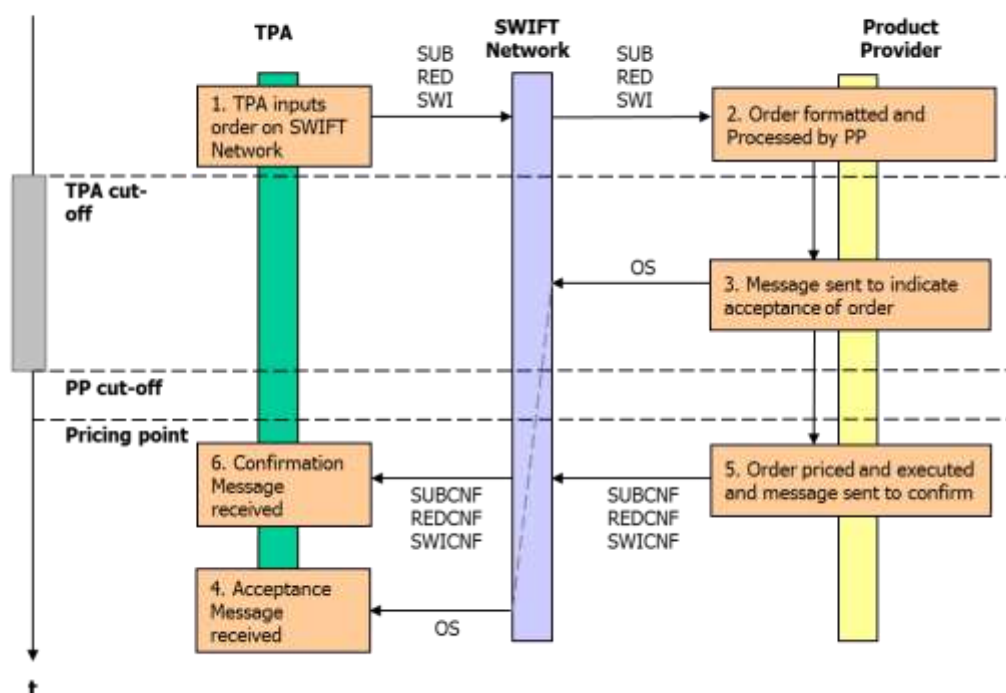 TPA
SWIFT
Network
Product
Provider
SUB
RED
SWI
SUB
RED
SWI
1. TPA inputs
order on SWIFT
Network
2. Order formatted and
Processed by PP
TPA cut-
off
OS
3. Message sent to indicate
acceptance of order
PP cut-off
Pricing point
6. Confirmation
Message
received
SUBCNF
REDCNF
SWICNF
SUBCNF
REDCNF
SWICNF
5. Order priced and executed
and message sent to confirm
4. Acceptance
Message
received
OS
t